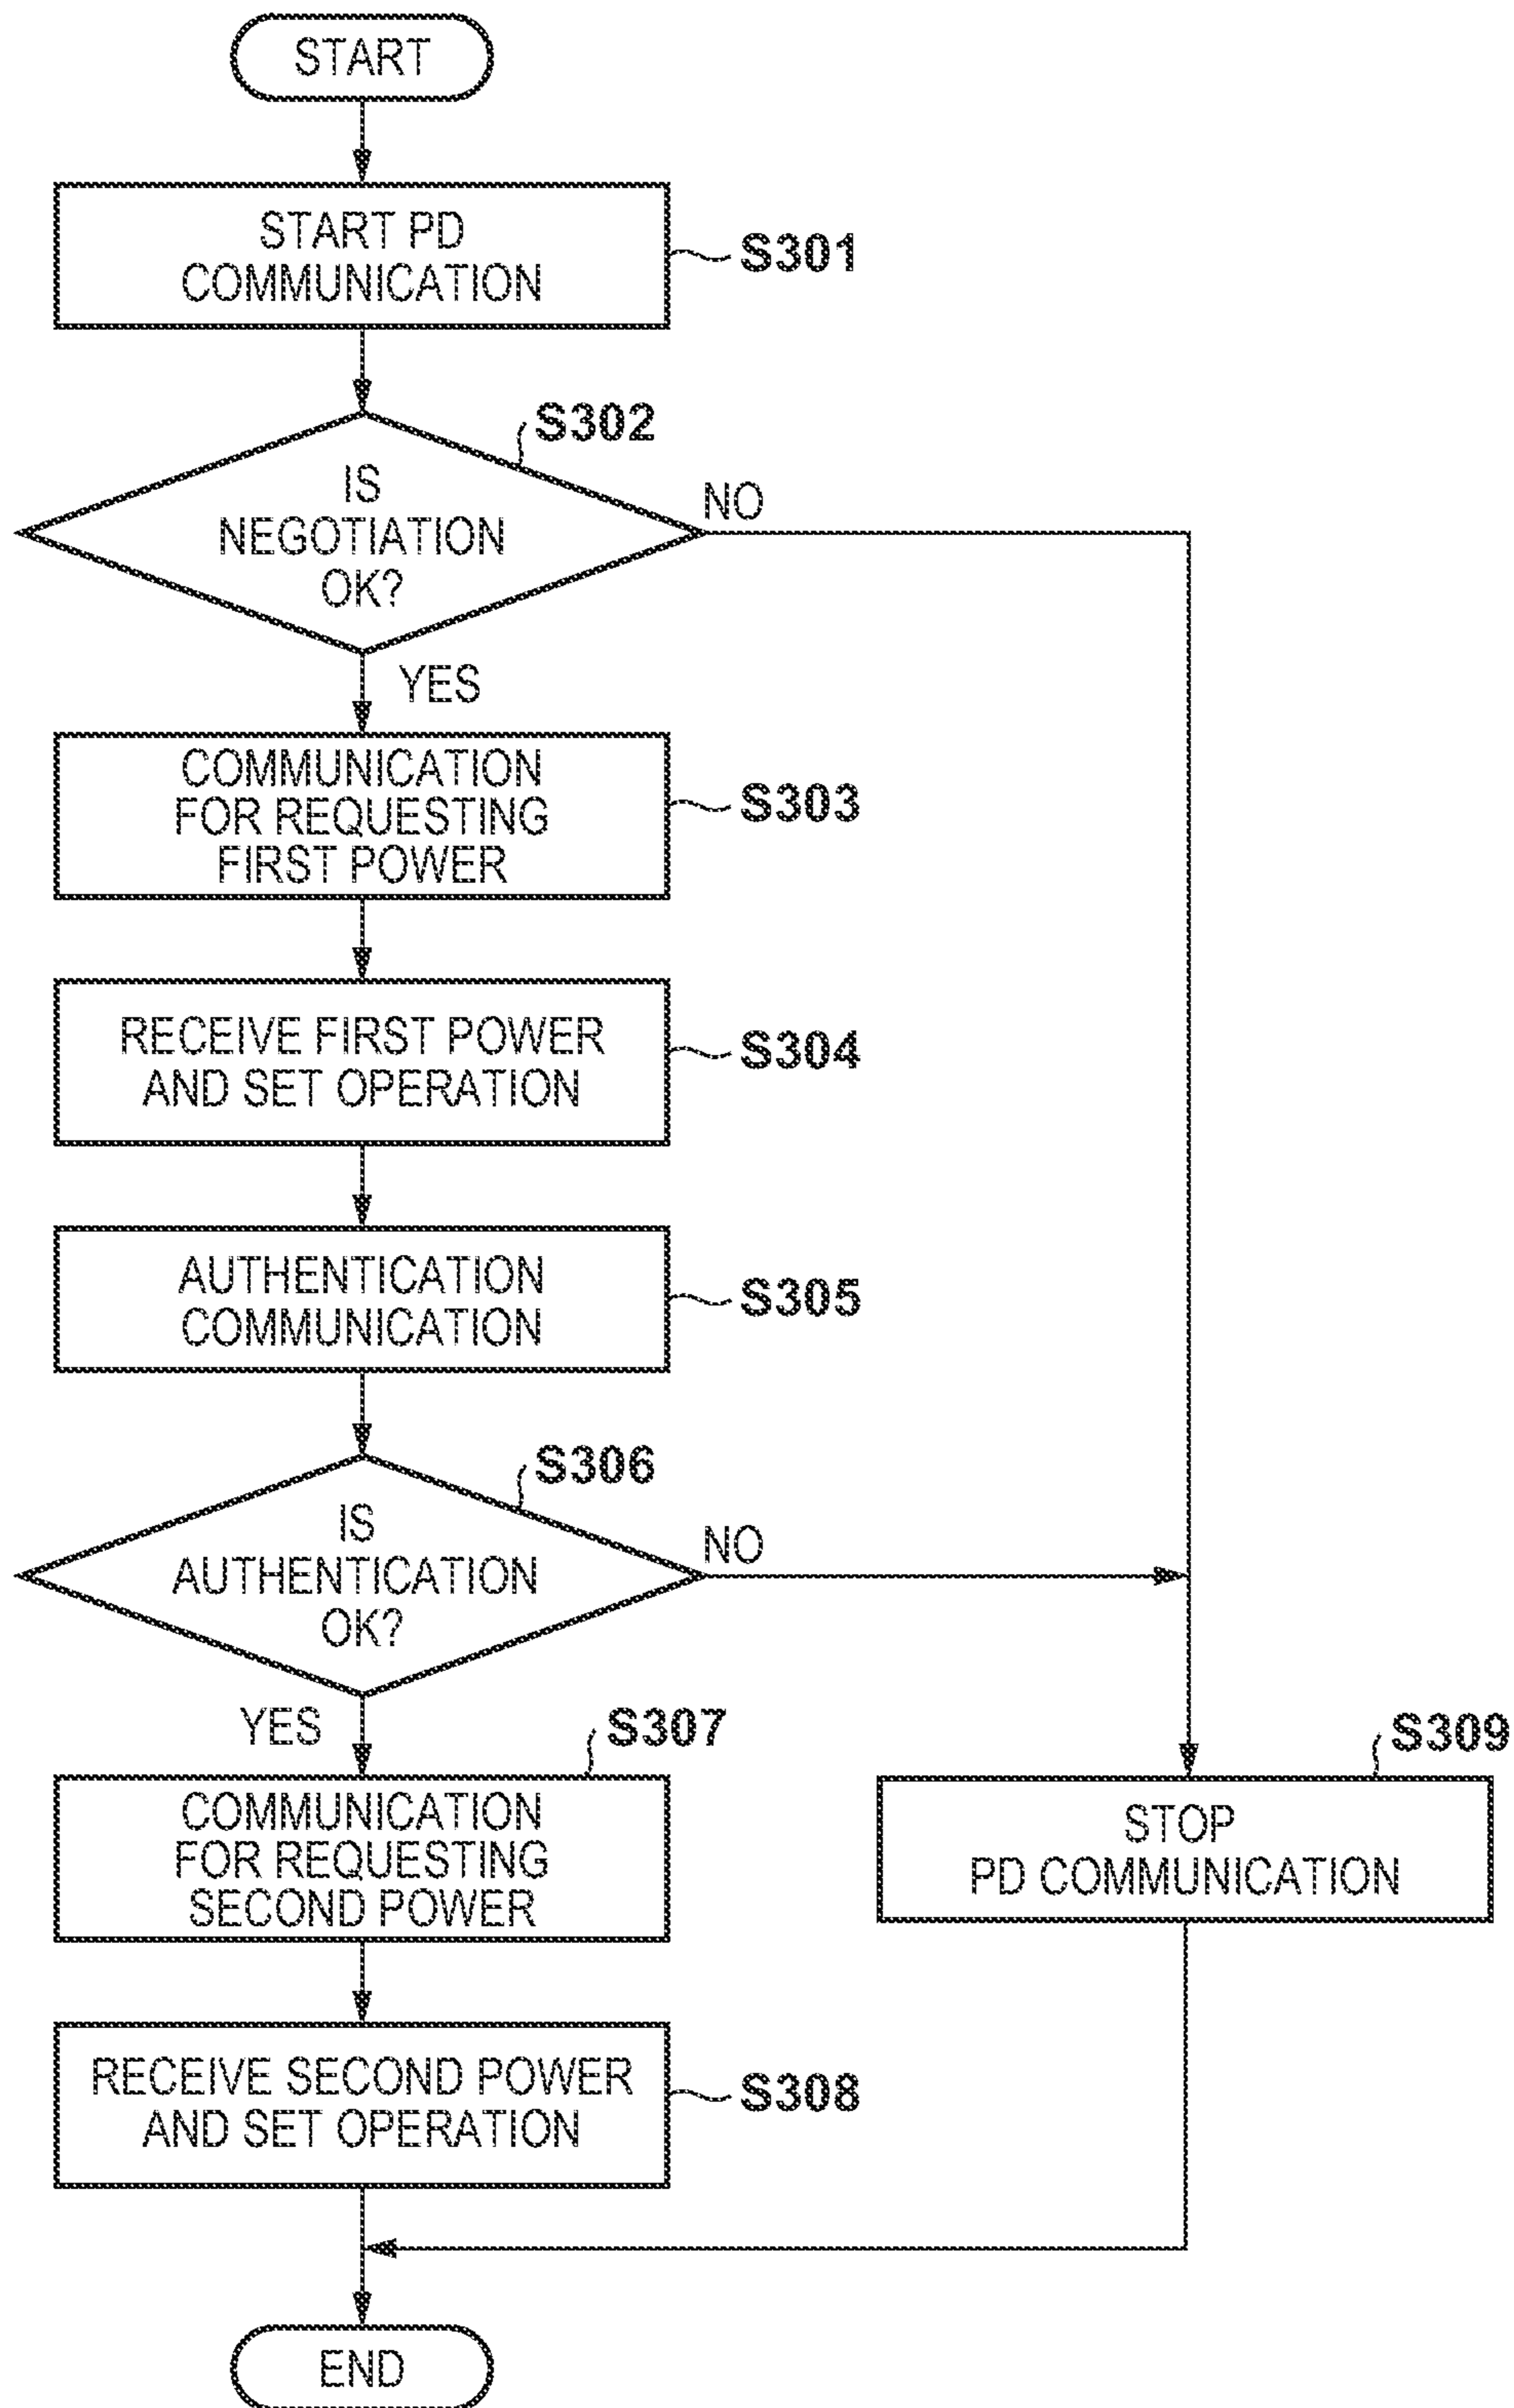 START
START PD
COMMUNICATION
S301
S302
IS
NEGOTIATION
OK?
NO
YES
COMMUNICATION
FOR REQUESTING
FIRST POWER
S303
RECEIVE FIRST POWER
AND SET OPERATION
S304
AUTHENTICATION
COMMUNICATION
S305
S306
IS
AUTHENTICATION
OK?
NO
YES
S307
COMMUNICATION
FOR REQUESTING
SECOND POWER
S309
STOP
PD COMMUNICATION
RECEIVE SECOND POWER
AND SET OPERATION
S308
END